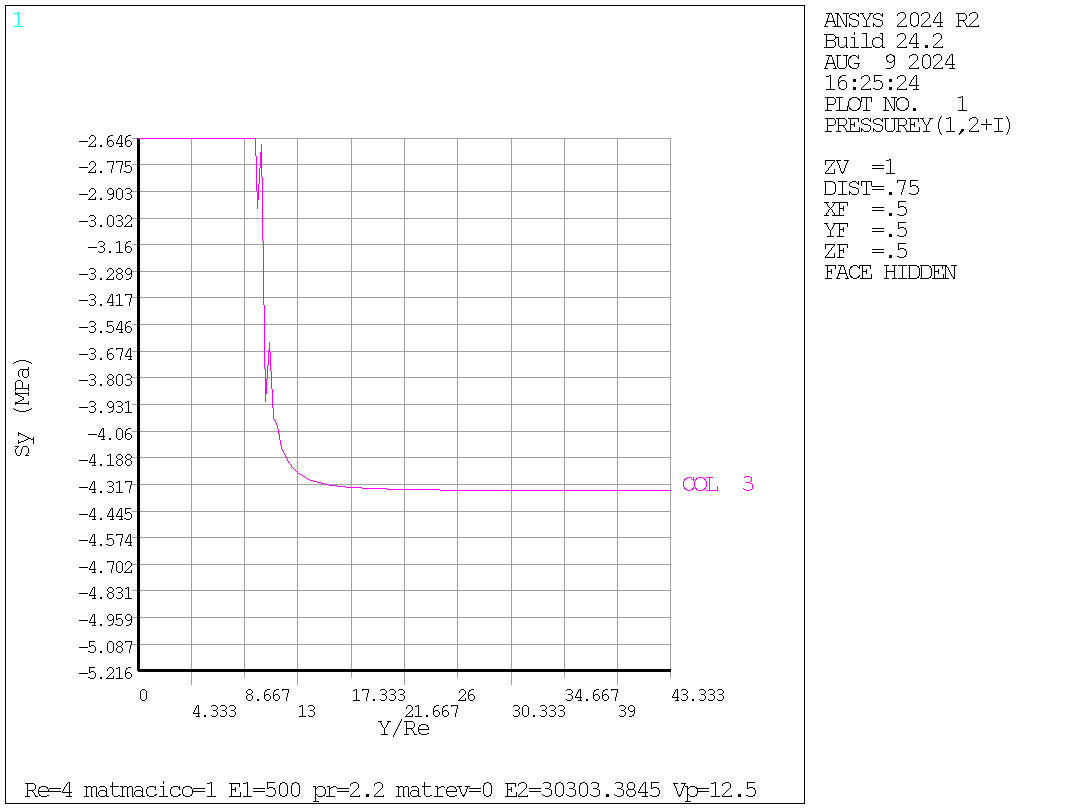 1
ANSYS 2024 R2
Build 24.2
AUG  9 2024
16:25:24
PLOT NO.   1
PRESSUREY(1,2+I)
ZV  =1
DIST=.75
XF  =.5
YF  =.5
ZF  =.5
FACE HIDDEN
Sy (MPa)
-2.646
-2.775
-2.903
-3.032
-3.16
-3.289
-3.417
-3.546
-3.674
-3.803
-3.931
-4.06
-4.188
-4.317
-4.445
-4.574
-4.702
-4.831
-4.959
-5.087
-5.216
COL  3
0 8.667 17.333 26 34.667 43.333
4.333 13 21.667 30.333 39
Y/Re
Re=4 matmacico=1 E1=500 pr=2.2 matrev=0 E2=30303.3845 Vp=12.5